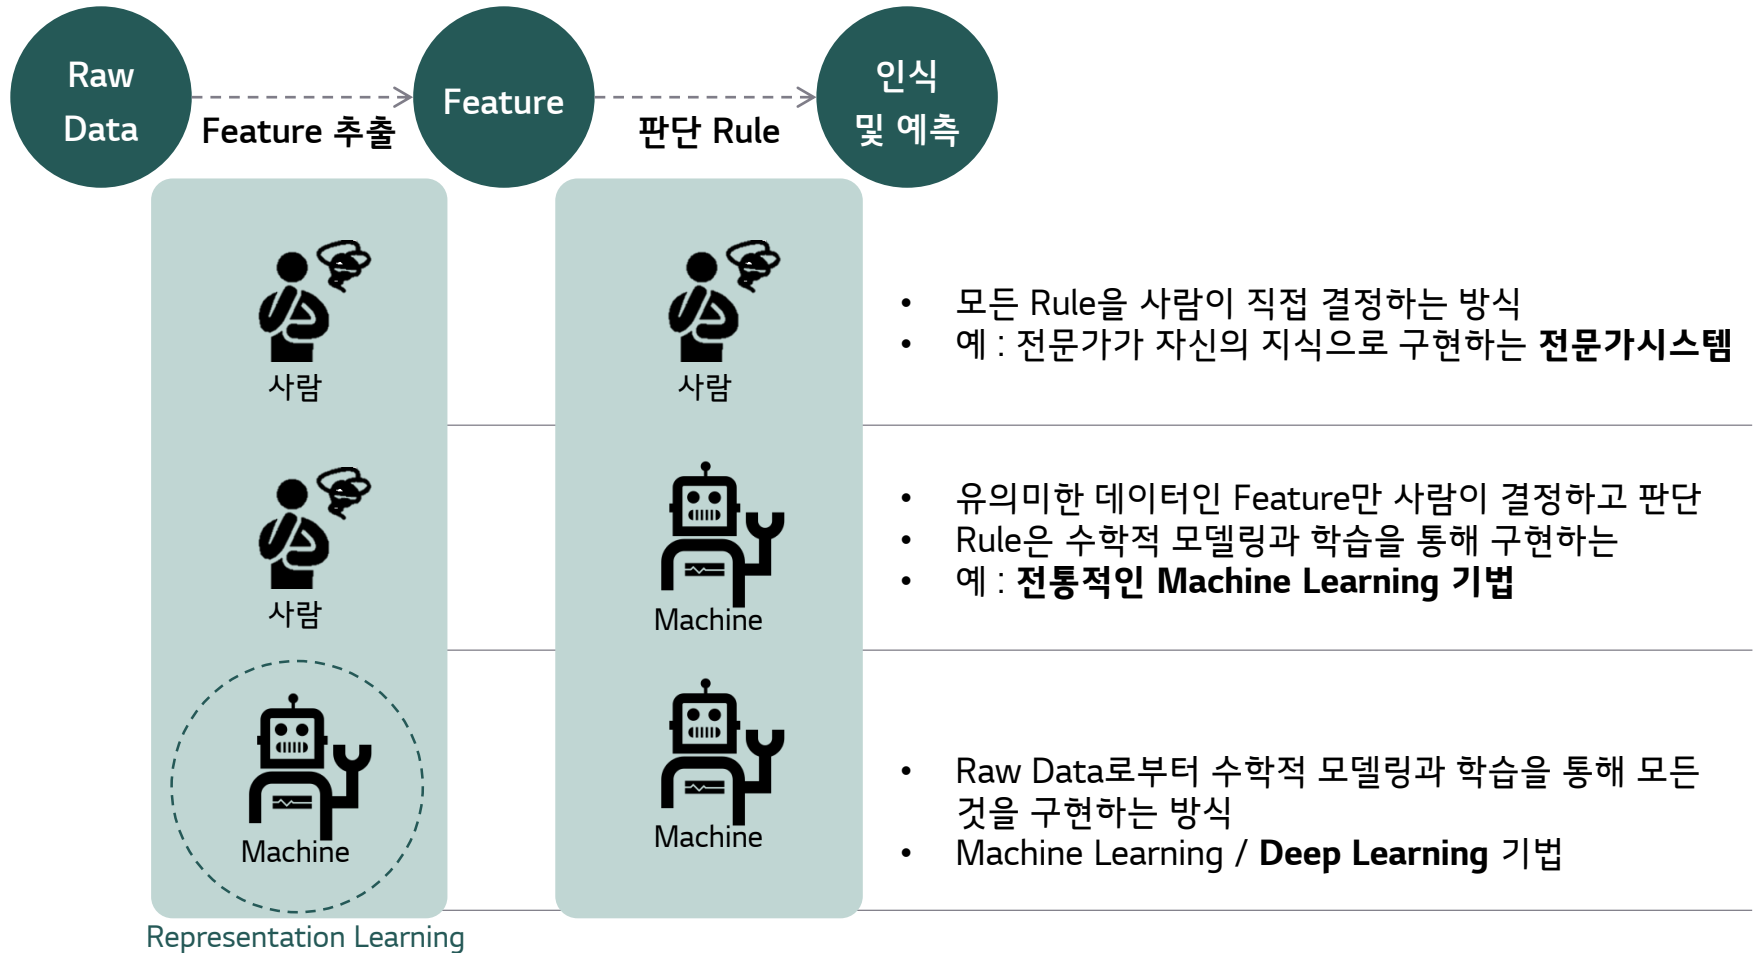 Raw
Data
Feature 추출
Feature
판단 Rule
인식
및 예측
사람
사람
• 모든 Rule을 사람이 직접 결정하는 방식
• 예 : 전문가가 자신의 지식으로 구현하는 전문가시스템
사람
Machine
• 유의미한 데이터인 Feature만 사람이 결정하고 판단
• Rule은 수학적 모델링과 학습을 통해 구현하는
• 예 : 전통적인 Machine Learning 기법
Machine
Machine
• Raw Data로부터 수학적 모델링과 학습을 통해 모든
것을 구현하는 방식
• Machine Learning / Deep Learning 기법
Representation Learning